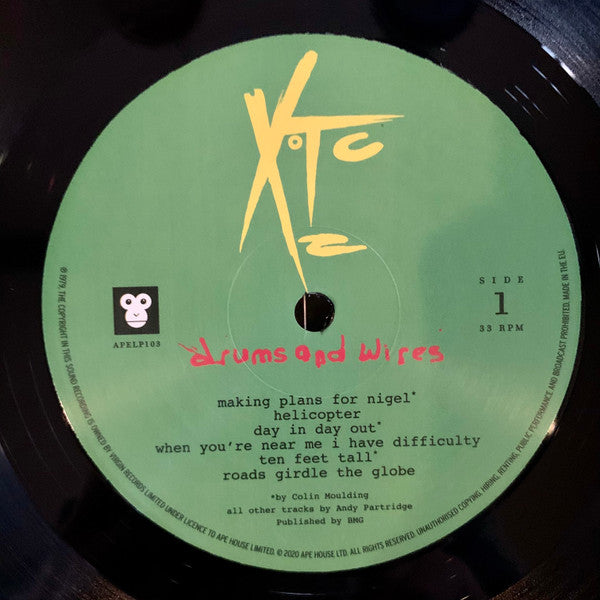 XTC
SIDE
1
33 RPM
APELP103
drums and wires
making plans for nigel*
helicopter
day in day out*
when you're near me i have difficulty
ten feet tall*
roads girdle the globe
*by Colin Moulding
all other tracks by Andy Partridge
Published by BMG
℗ 1979. THE COPYRIGHT IN THIS SOUND RECORDING IS OWNED BY VIRGIN RECORDS LIMITED UNDER LICENCE TO APE HOUSE LIMITED. © 2020 APE HOUSE LTD. ALL RIGHTS RESERVED. UNAUTHORISED COPYING, HIRING, RENTING, PUBLIC PERFORMANCE AND BROADCAST PROHIBITED. MADE IN THE EU.